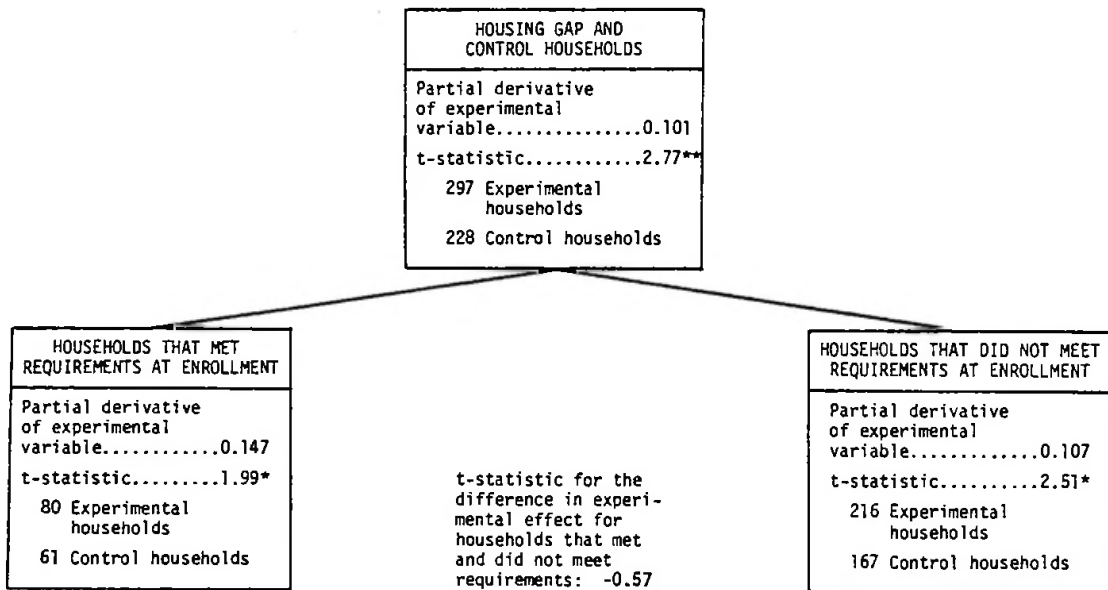 HOUSING GAP AND
CONTROL HOUSEHOLDS
Partial derivative
of experimental
variable...............0.101
t-statistic............2.77**
297 Experimental
households
228 Control households
HOUSEHOLDS THAT MET
REQUIREMENTS AT ENROLLMENT
Partial derivative
of experimental
variable............0.147
t-statistic.........1.99*
80 Experimental
households
61 Control households
t-statistic for the
difference in experi-
mental effect for
households that met
and did not meet
requirements: -0.57
HOUSEHOLDS THAT DID NOT MEET
REQUIREMENTS AT ENROLLMENT
Partial derivative
of experimental
variable.............0.107
t-statistic..........2.51*
216 Experimental
households
167 Control households